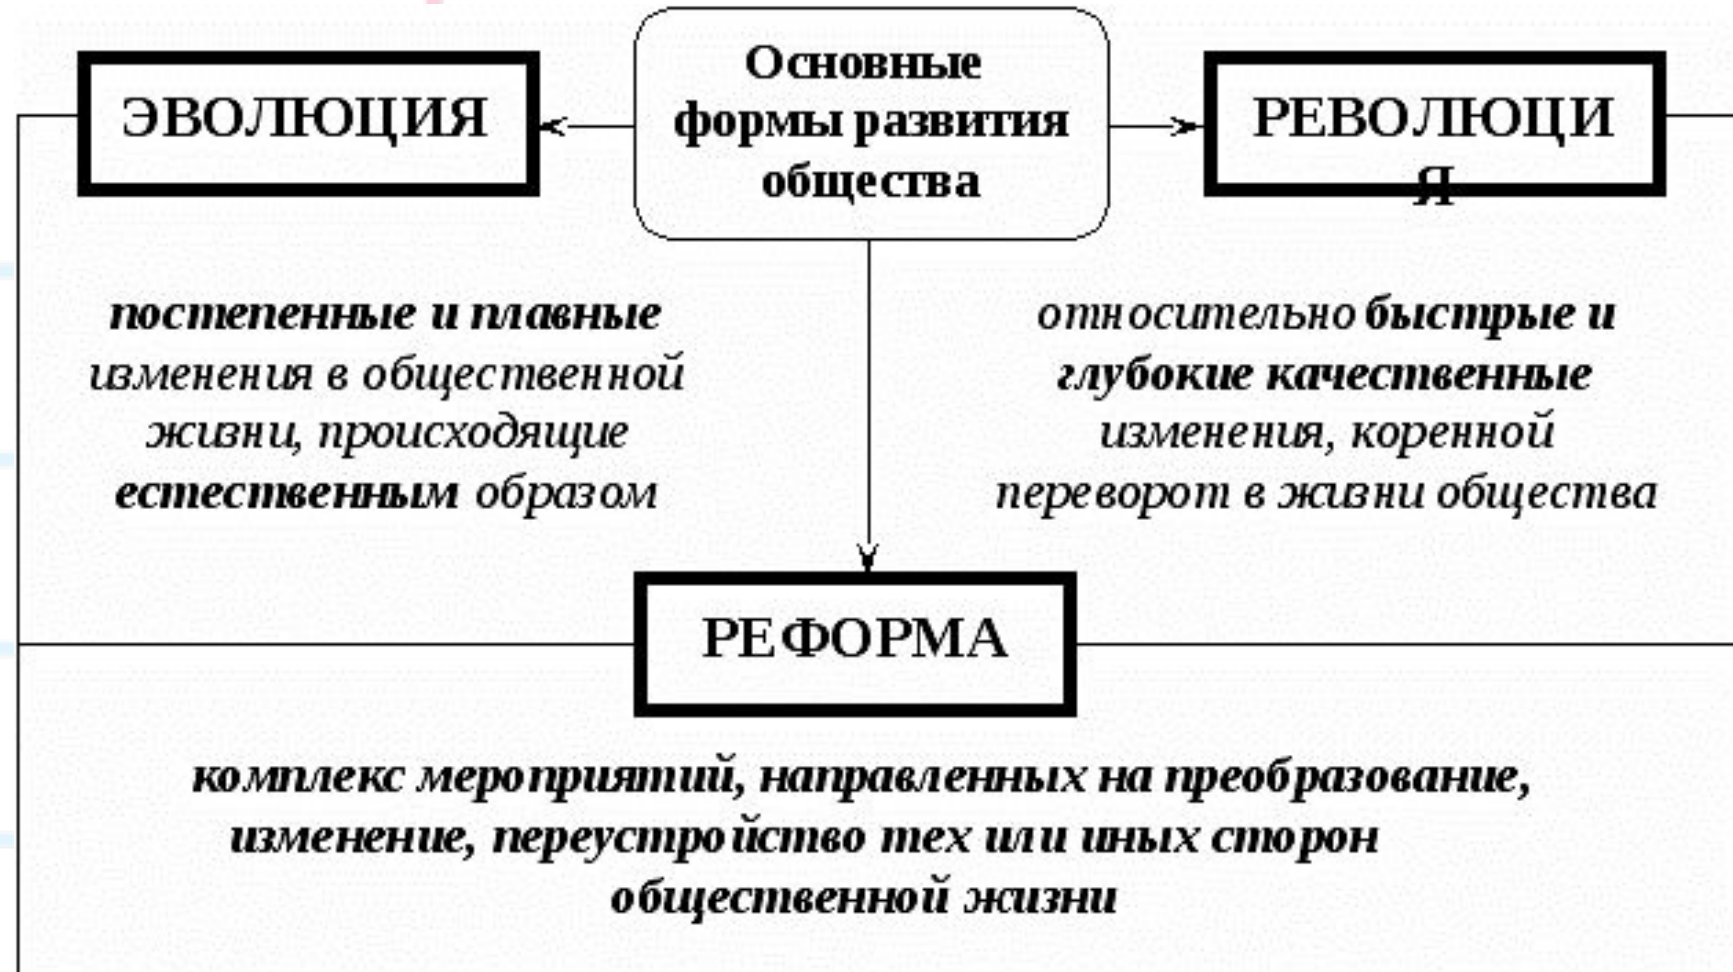 Основные
формы развития
общества
ЭВОЛЮЦИЯ
РЕВОЛЮЦИ
Я
постепенные и плавные
изменения в общественной
жизни, происходящие
естественным образом
относительно быстрые и
глубокие качественные
изменения, коренной
переворот в жизни общества
РЕФОРМА
комплекс мероприятий, направленных на преобразование,
изменение, переустройство тех или иных сторон
общественной жизни